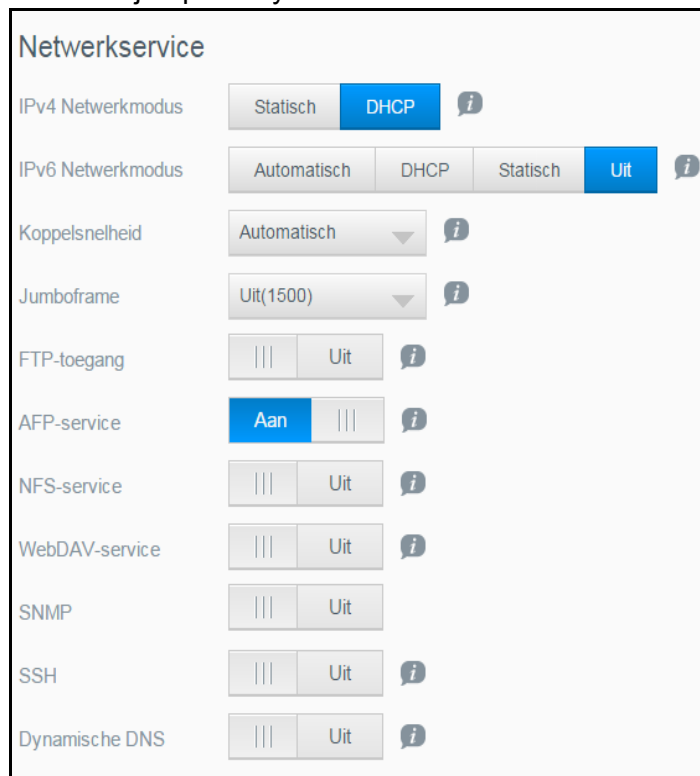 Netwerkservice
IPv4 Netwerkmodus Statisch DHCP
IPv6 Netwerkmodus Automatisch DHCP Statisch Uit
Koppelsnelheid Automatisch
Jumboframe Uit(1500)
FTP-toegang Uit
AFP-service Aan
NFS-service Uit
WebDAV-service Uit
SNMP Uit
SSH Uit
Dynamische DNS Uit